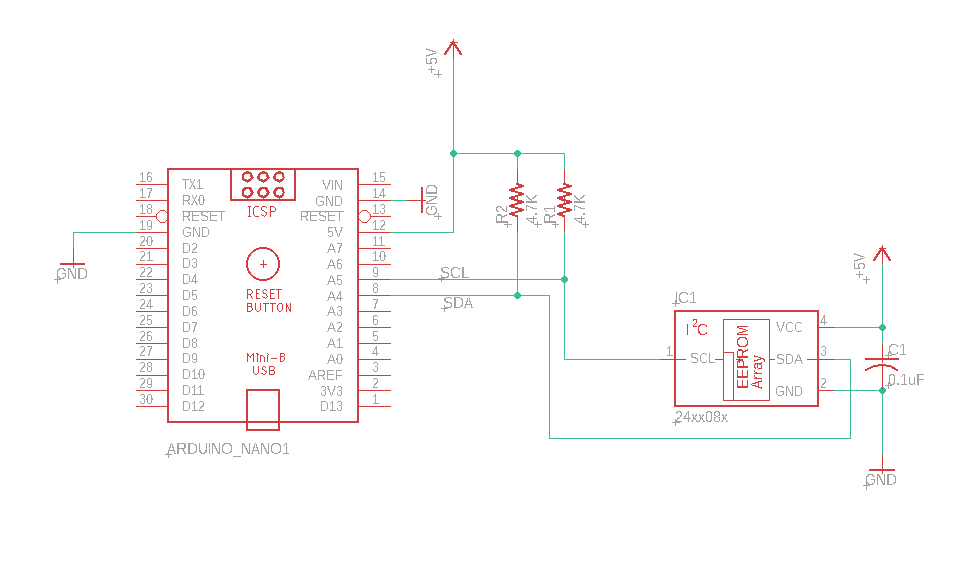 +5V
16 TX1
17 RX0
18 RESET
19 GND
20 D2
21 D3
22 D4
23 D5
24 D6
25 D7
26 D8
27 D9
28 D10
29 D11
30 D12
ICSP
RESET
BUTTON
Mini-B
USB
VIN 15
GND 14
RESET 13
5V 12
A7 11
A6 10
A5 9
A4 8
A3 7
A2 6
A1 5
A0 4
AREF 3
3V3 2
D13 1
ARDUINO_NANO1
GND
GND
R2
4.7K
R1
4.7K
SCL
SDA
IC1
I²C
1 SCL
EEPROM
Array
VCC 4
SDA 3
GND 2
24xx08x
+5V
C1
0.1uF
GND